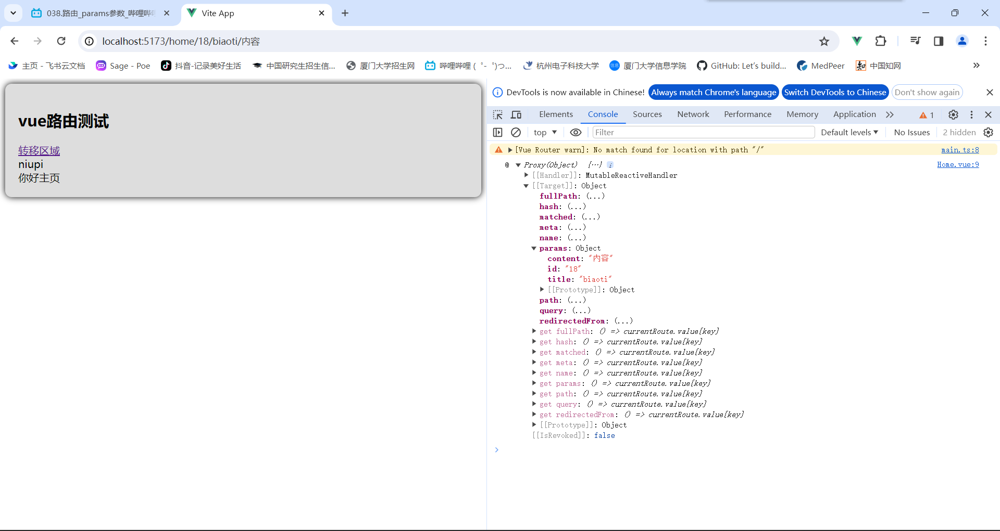 038.路由_params参数_哔哩哔哩
Vite App
localhost:5173/home/18/biaoti/内容
主页 - 飞书云文档
Sage - Poe
抖音-记录美好生活
中国研究生招生信...
厦门大学招生网
哔哩哔哩 ( ゜- ゜)つ...
杭州电子科技大学
信息
厦门大学信息学院
GitHub: Let's build...
MedPeer
中国知网
vue路由测试
转移区域
niupi
你好主页
DevTools is now available in Chinese!
Always match Chrome's language
Switch DevTools to Chinese
Don't show again
Elements
Console
Sources
Network
Performance
Memory
Application
1
top
Filter
Default levels
No Issues
2 hidden
[Vue Router warn]: No match found for location with path "/"
main.ts:8
@ Proxy(Object) {…} i
Home.vue:9
[[Handler]]: MutableReactiveHandler
[[Target]]: Object
fullPath: (...)
hash: (...)
matched: (...)
meta: (...)
name: (...)
params: Object
content: "内容"
id: "18"
title: "biaoti"
[[Prototype]]: Object
path: (...)
query: (...)
redirectedFrom: (...)
get fullPath: () => currentRoute.value[key]
get hash: () => currentRoute.value[key]
get matched: () => currentRoute.value[key]
get meta: () => currentRoute.value[key]
get name: () => currentRoute.value[key]
get params: () => currentRoute.value[key]
get path: () => currentRoute.value[key]
get query: () => currentRoute.value[key]
get redirectedFrom: () => currentRoute.value[key]
[[Prototype]]: Object
[[IsRevoked]]: false